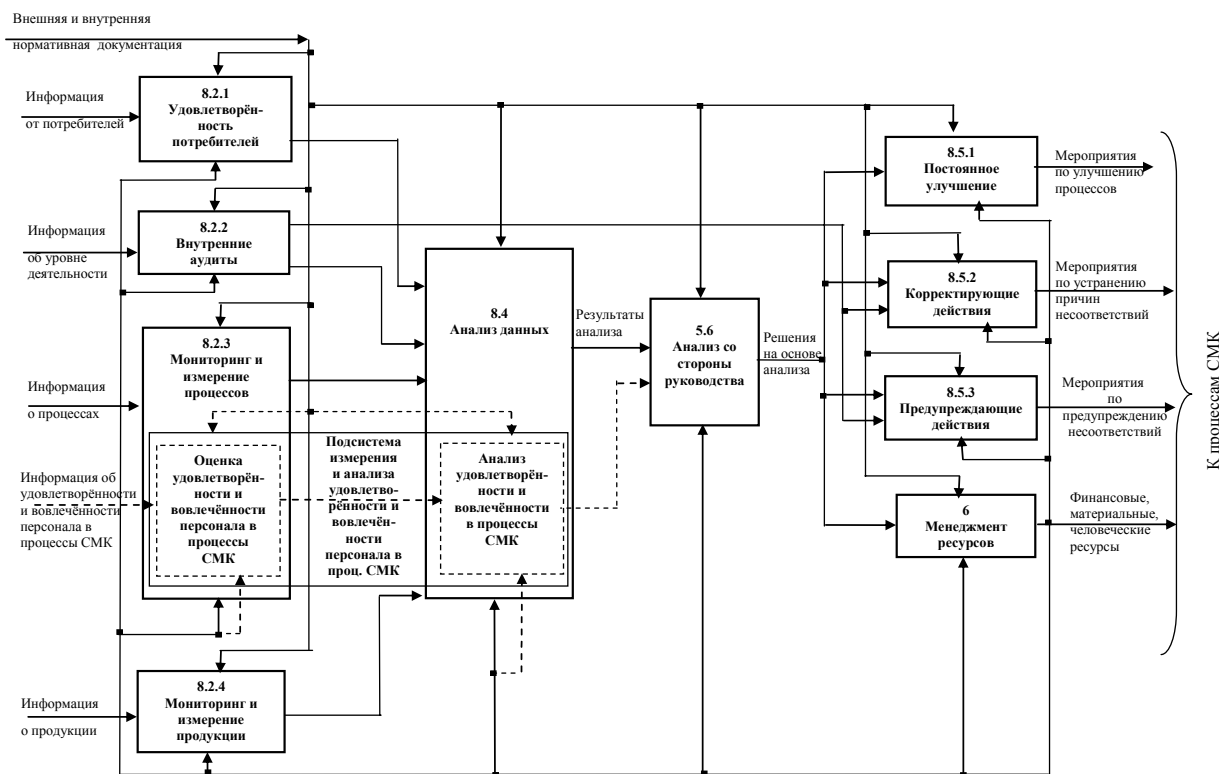 Внешняя и внутренняя
нормативная документация
8.2.1
Удовлетворён-
ность
потребителей
Информация
от потребителей
8.2.2
Внутренние
аудиты
Информация
об уровне
деятельности
8.2.3
Мониторинг и
измерение
процессов
Информация
о процессах
Оценка
удовлетворён-
ности и
вовлечённости
персонала в
процессы
СМК
Подсистема
измерения
и анализа
удовлетво-
рённости и
вовлечён-
ности
персонала в
проц. СМК
Анализ
удовлетворён-
ности и
вовлечённости
в процессы
СМК
Информация об
удовлетворённости
и вовлечённости
персонала в
процессы СМК
8.2.4
Мониторинг и
измерение
продукции
Информация
о продукции
8.4
Анализ данных
Результаты
анализа
5.6
Анализ со
стороны
руководства
Решения
на основе
анализа
8.5.1
Постоянное
улучшение
Мероприятия
по улучшению
процессов
8.5.2
Корректирующие
действия
Мероприятия
по устранению
причин
несоответствий
8.5.3
Предупреждающие
действия
Мероприятия
по
предупреждению
несоответствий
6
Менеджмент
ресурсов
Финансовые,
материальные,
человеческие
ресурсы
К процессам СМК